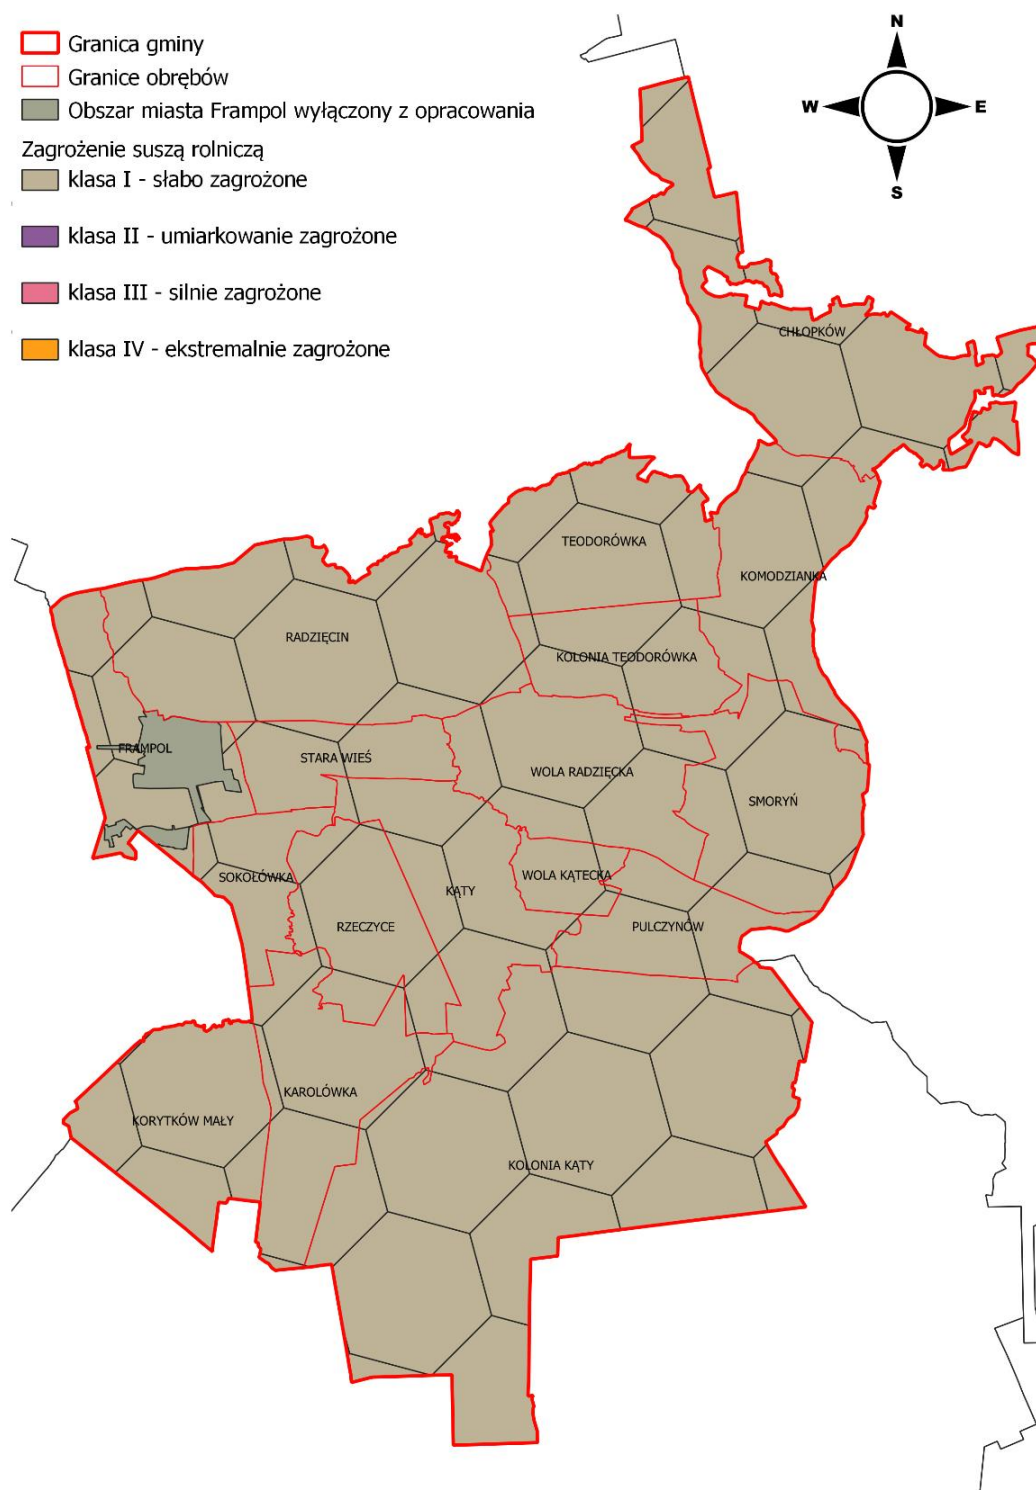 Granica gminy
Granice obrębów
Obszar miasta Frampol wyłączony z opracowania
Zagrożenie suszą rolniczą
klasa I - słabo zagrożone
klasa II - umiarkowanie zagrożone
klasa III - silnie zagrożone
klasa IV - ekstremalnie zagrożone
N
W
E
S
CHŁOPKÓW
TEODORÓWKA
KOMODZIANKA
RADZIĘCIN
KOLONIA TEODORÓWKA
FRAMPOL
STARA WIEŚ
WOLA RADZIĘCKA
SMORYŃ
SOKOŁÓWKA
KĄTY
WOLA KĄTECKA
RZECZYCE
PULCZYNÓW
KAROLÓWKA
KORYTKÓW MAŁY
KOLONIA KĄTY